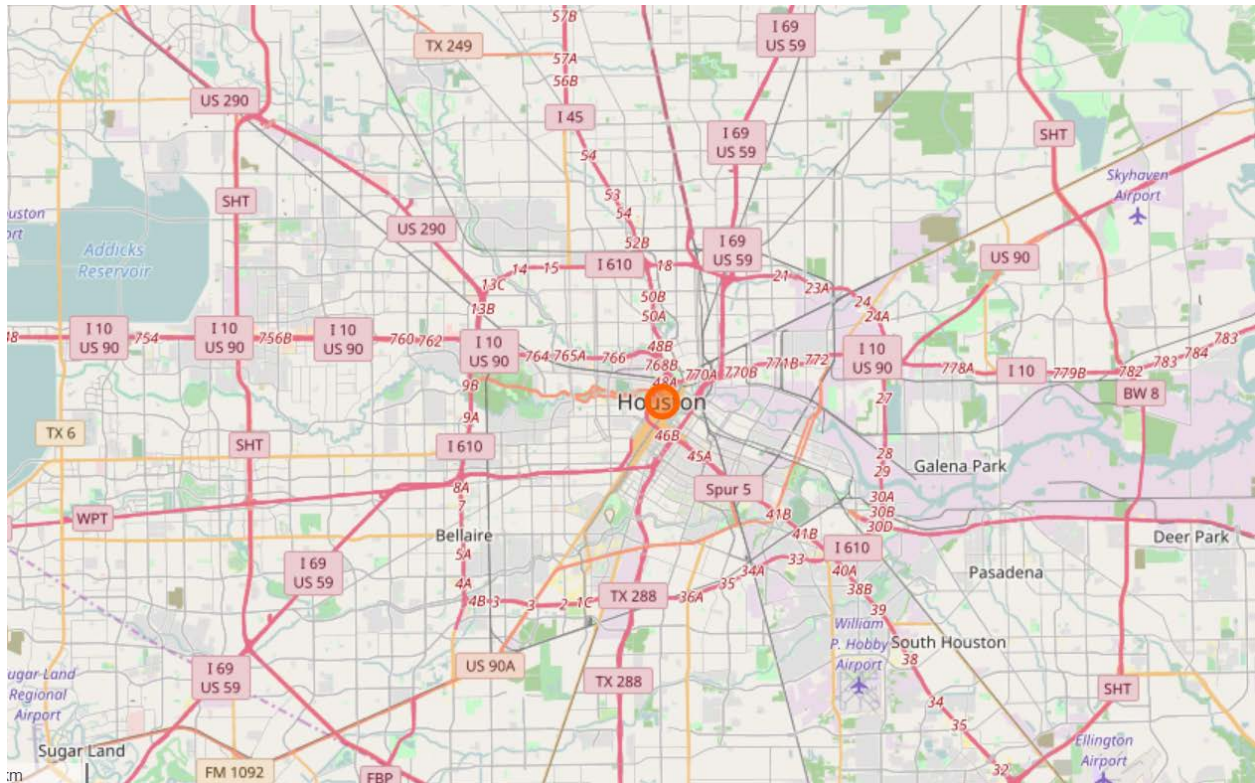 57B
I 69
US 59
TX 249
57A
56B
US 290
I 45
SHT
I 69
US 59
54
Skyhaven
Airport
SHT
53
54
US 290
52B
I 69
US 59
Addicks
Reservoir
US 90
14
15
I 610
18
13C
21
23A
24
13B
50B
50A
24A
48
I 10
US 90
754
I 10
US 90
756B
I 10
US 90
760
762
I 10
US 90
764
765A
766
48B
768B
48A
770A
770B
771B
772
I 10
US 90
778A
I 10
779B
782
783
784
783
9B
9A
Houston
27
BW 8
TX 6
SHT
I 610
46B
45A
28
29
Galena Park
8A
7
Spur 5
30A
30B
30D
WPT
41B
41B
Bellaire
5A
I 610
Deer Park
I 69
US 59
4A
33
34A
35
40A
38B
Pasadena
4B
3
3
2
1C
TX 288
36A
39
William
P. Hobby
Airport
South Houston
38
I 69
US 59
US 90A
TX 288
SHT
Sugar Land
Regional
Airport
34
35
Ellington
Airport
Sugar Land
FM 1092
FBP
32
km